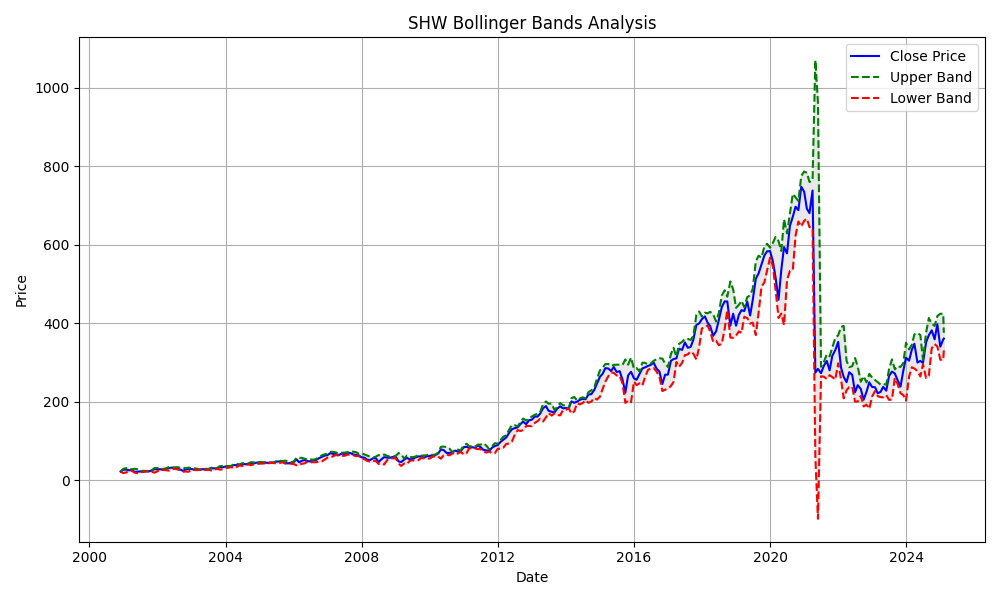 SHW Bollinger Bands Analysis
Close Price
Upper Band
Lower Band
Price
1000
800
600
400
200
0
2000 2004 2008 2012 2016 2020 2024
Date